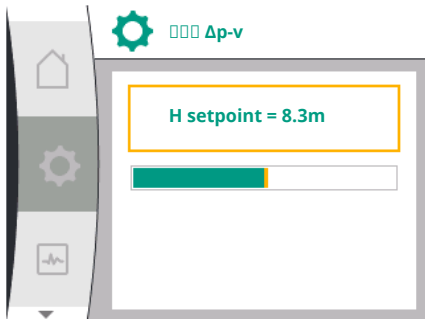 Δp-v
H setpoint = 8.3m